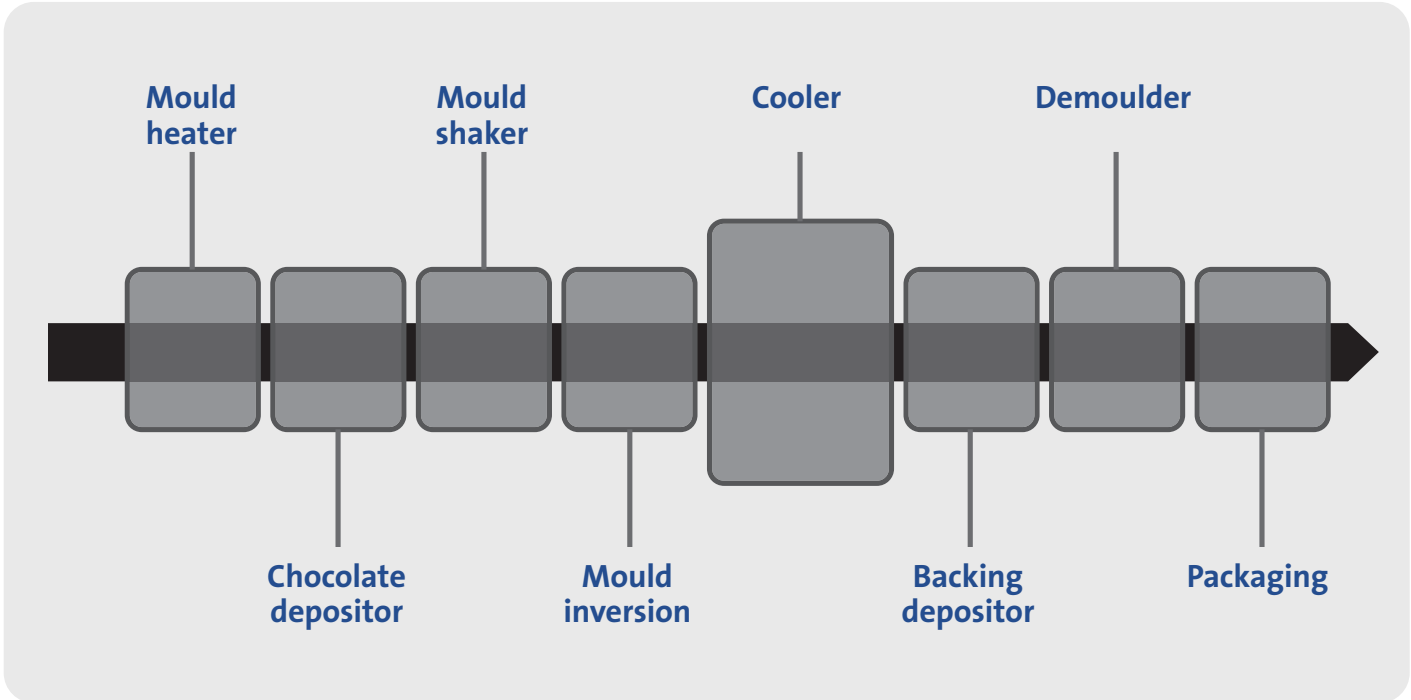 Mould
heater
Mould
shaker
Cooler
Demoulder
Chocolate
depositor
Mould
inversion
Backing
depositor
Packaging